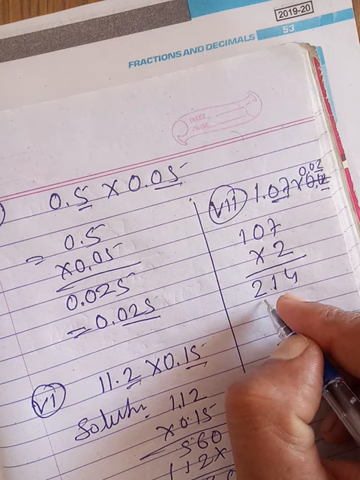 2019-20
FRACTIONS AND DECIMALS 53
0.5 × 0.05
= 0.5
×0.05
0.025
= 0.025
vii 1.07×0.02
107
× 2
214
vi 11.2 ×0.15
Solutn. 112
×0.15
560
112×